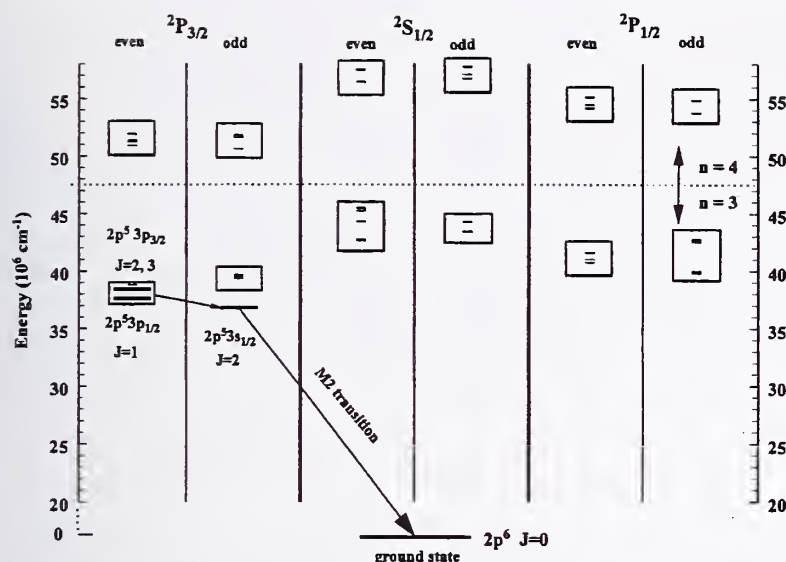 ²P₃/₂ ²S₁/₂ ²P₁/₂
even odd even odd even odd
55 55
50 50
n = 4
n = 3
45 45
2p⁵ 3p₃/₂
J=2, 3
40 40
35 35
2p⁵3p₁/₂ 2p⁵3s₁/₂
J=1 J=2
M2 transition
30 30
25 25
20 20
0
2p⁶ J=0
ground state
Energy (10⁶ cm⁻¹)